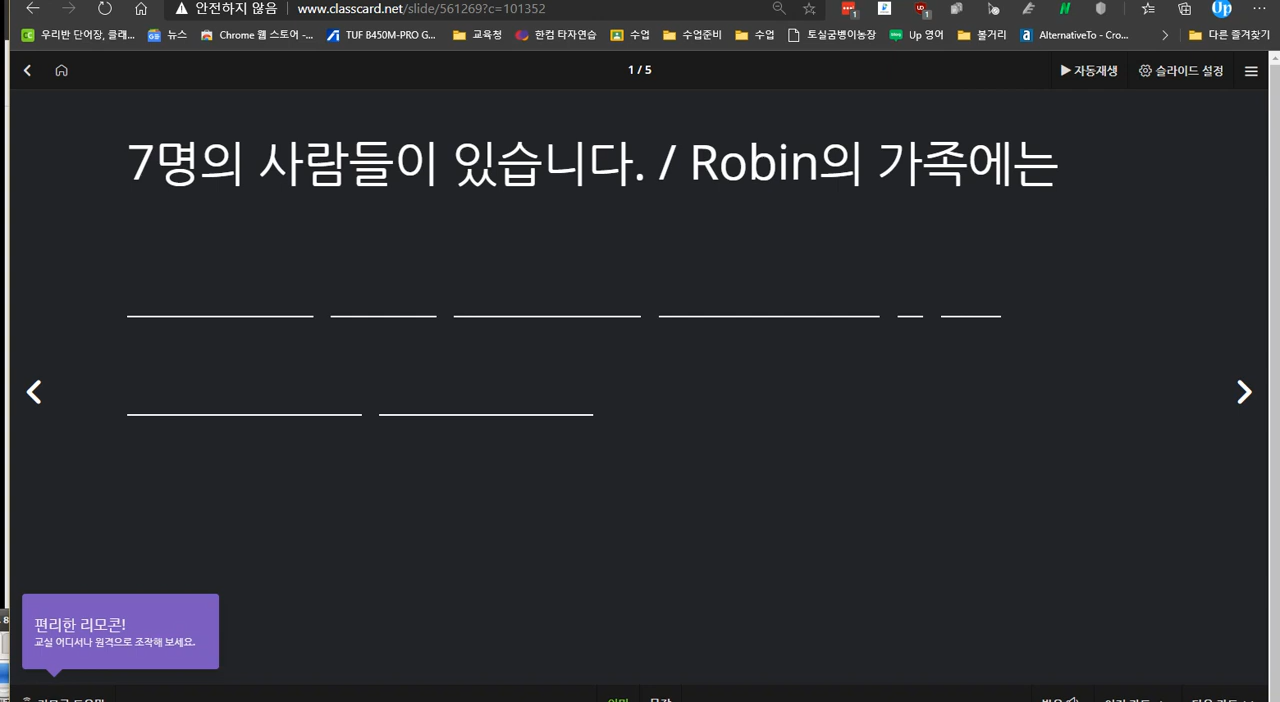 안전하지 않음 | www.classcard.net/slide/561269?c=101352
1 1 Up
우리반 단어장, 클래... 뉴스 Chrome 웹 스토어 -... TUF B450M-PRO G... 교육청 한컴 타자연습 수업 수업준비 수업 토실굼벵이농장 Up 영어 볼거리 AlternativeTo - Cro... 다른 즐겨찾기
1 / 5 자동재생 슬라이드 설정
7명의 사람들이 있습니다. / Robin의 가족에는
편리한 리모콘!
교실 어디서나 원격으로 조작해 보세요.